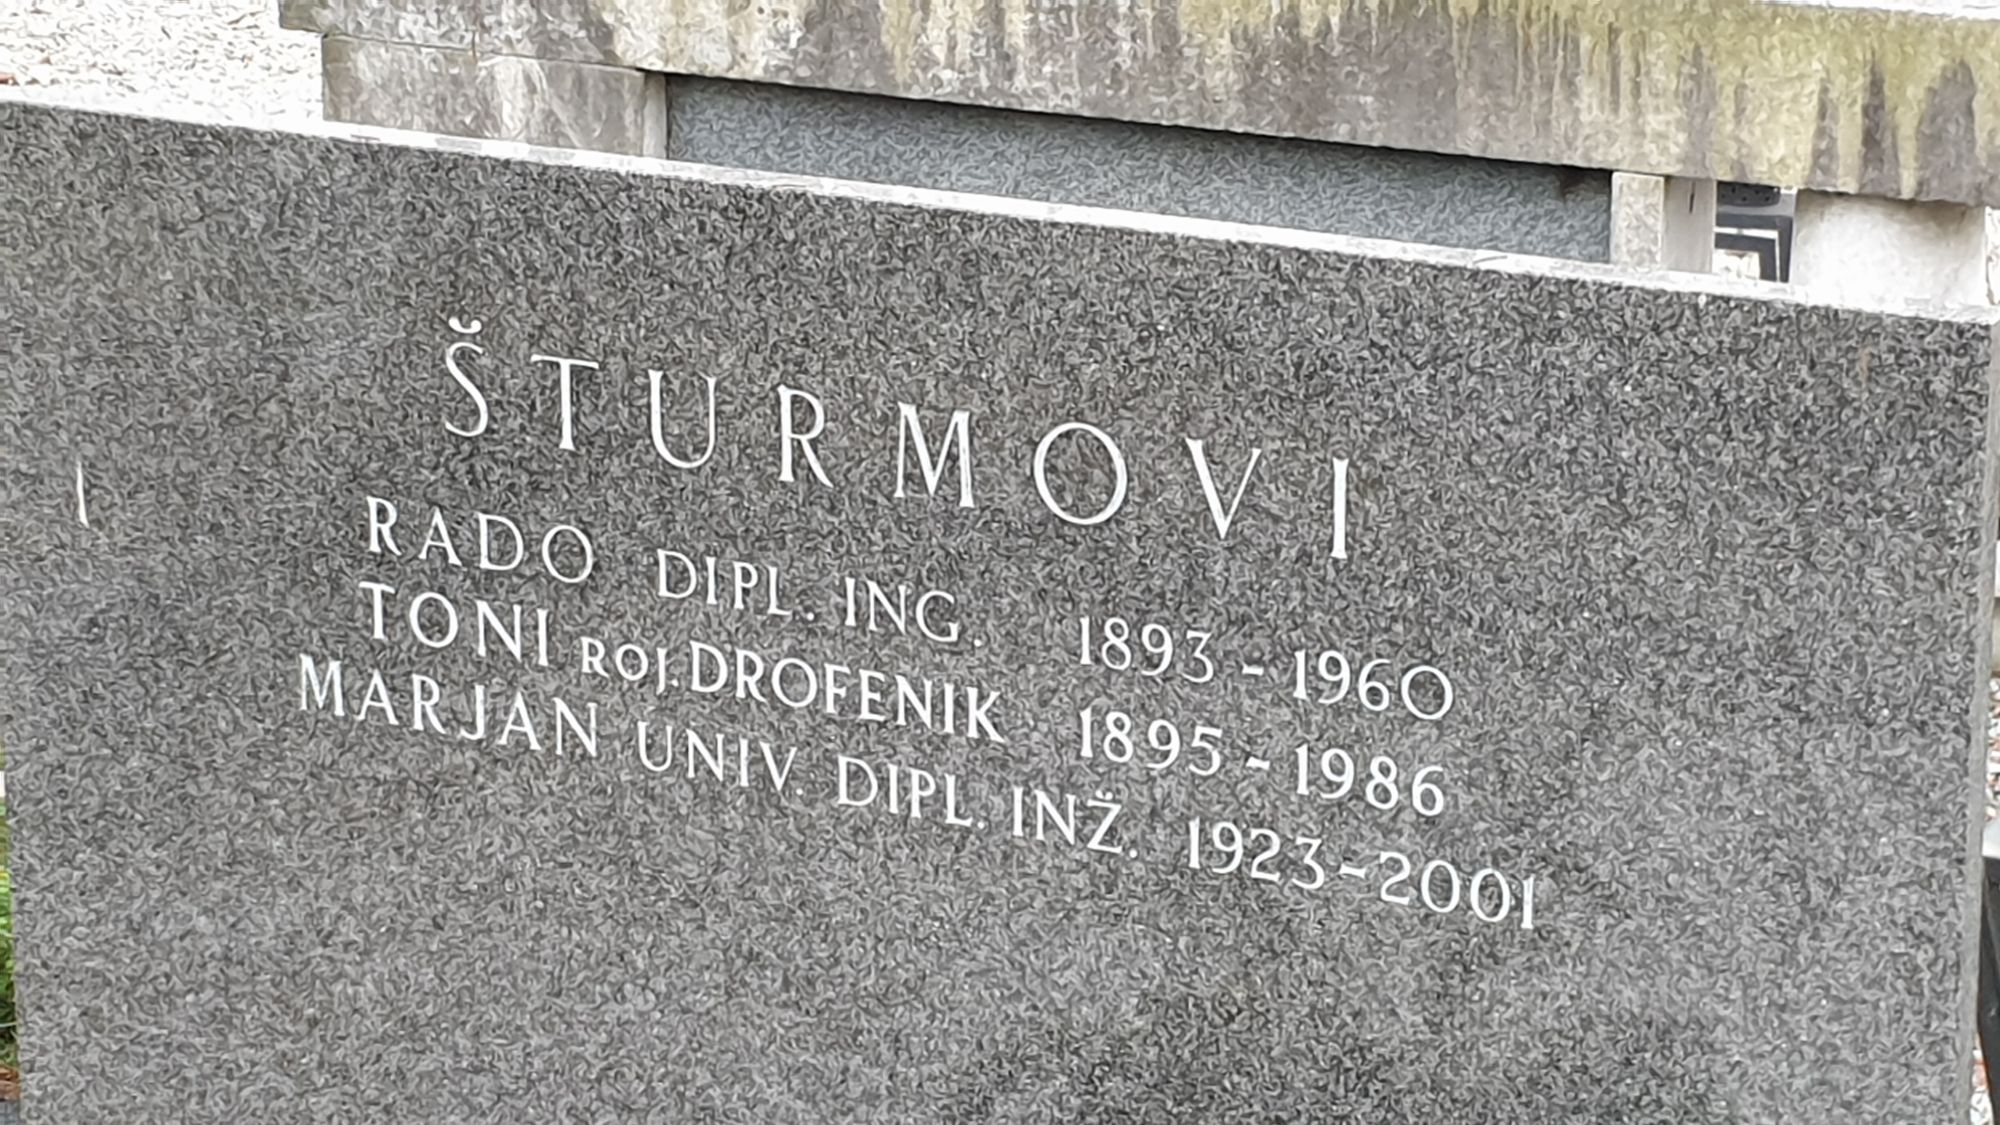 ŠTURMOVI
RADO DIPL. ING. 1893 - 1960
TONI ROJ. DROFENIK 1895 - 1986
MARJAN UNIV. DIPL. INŽ. 1923 - 2001